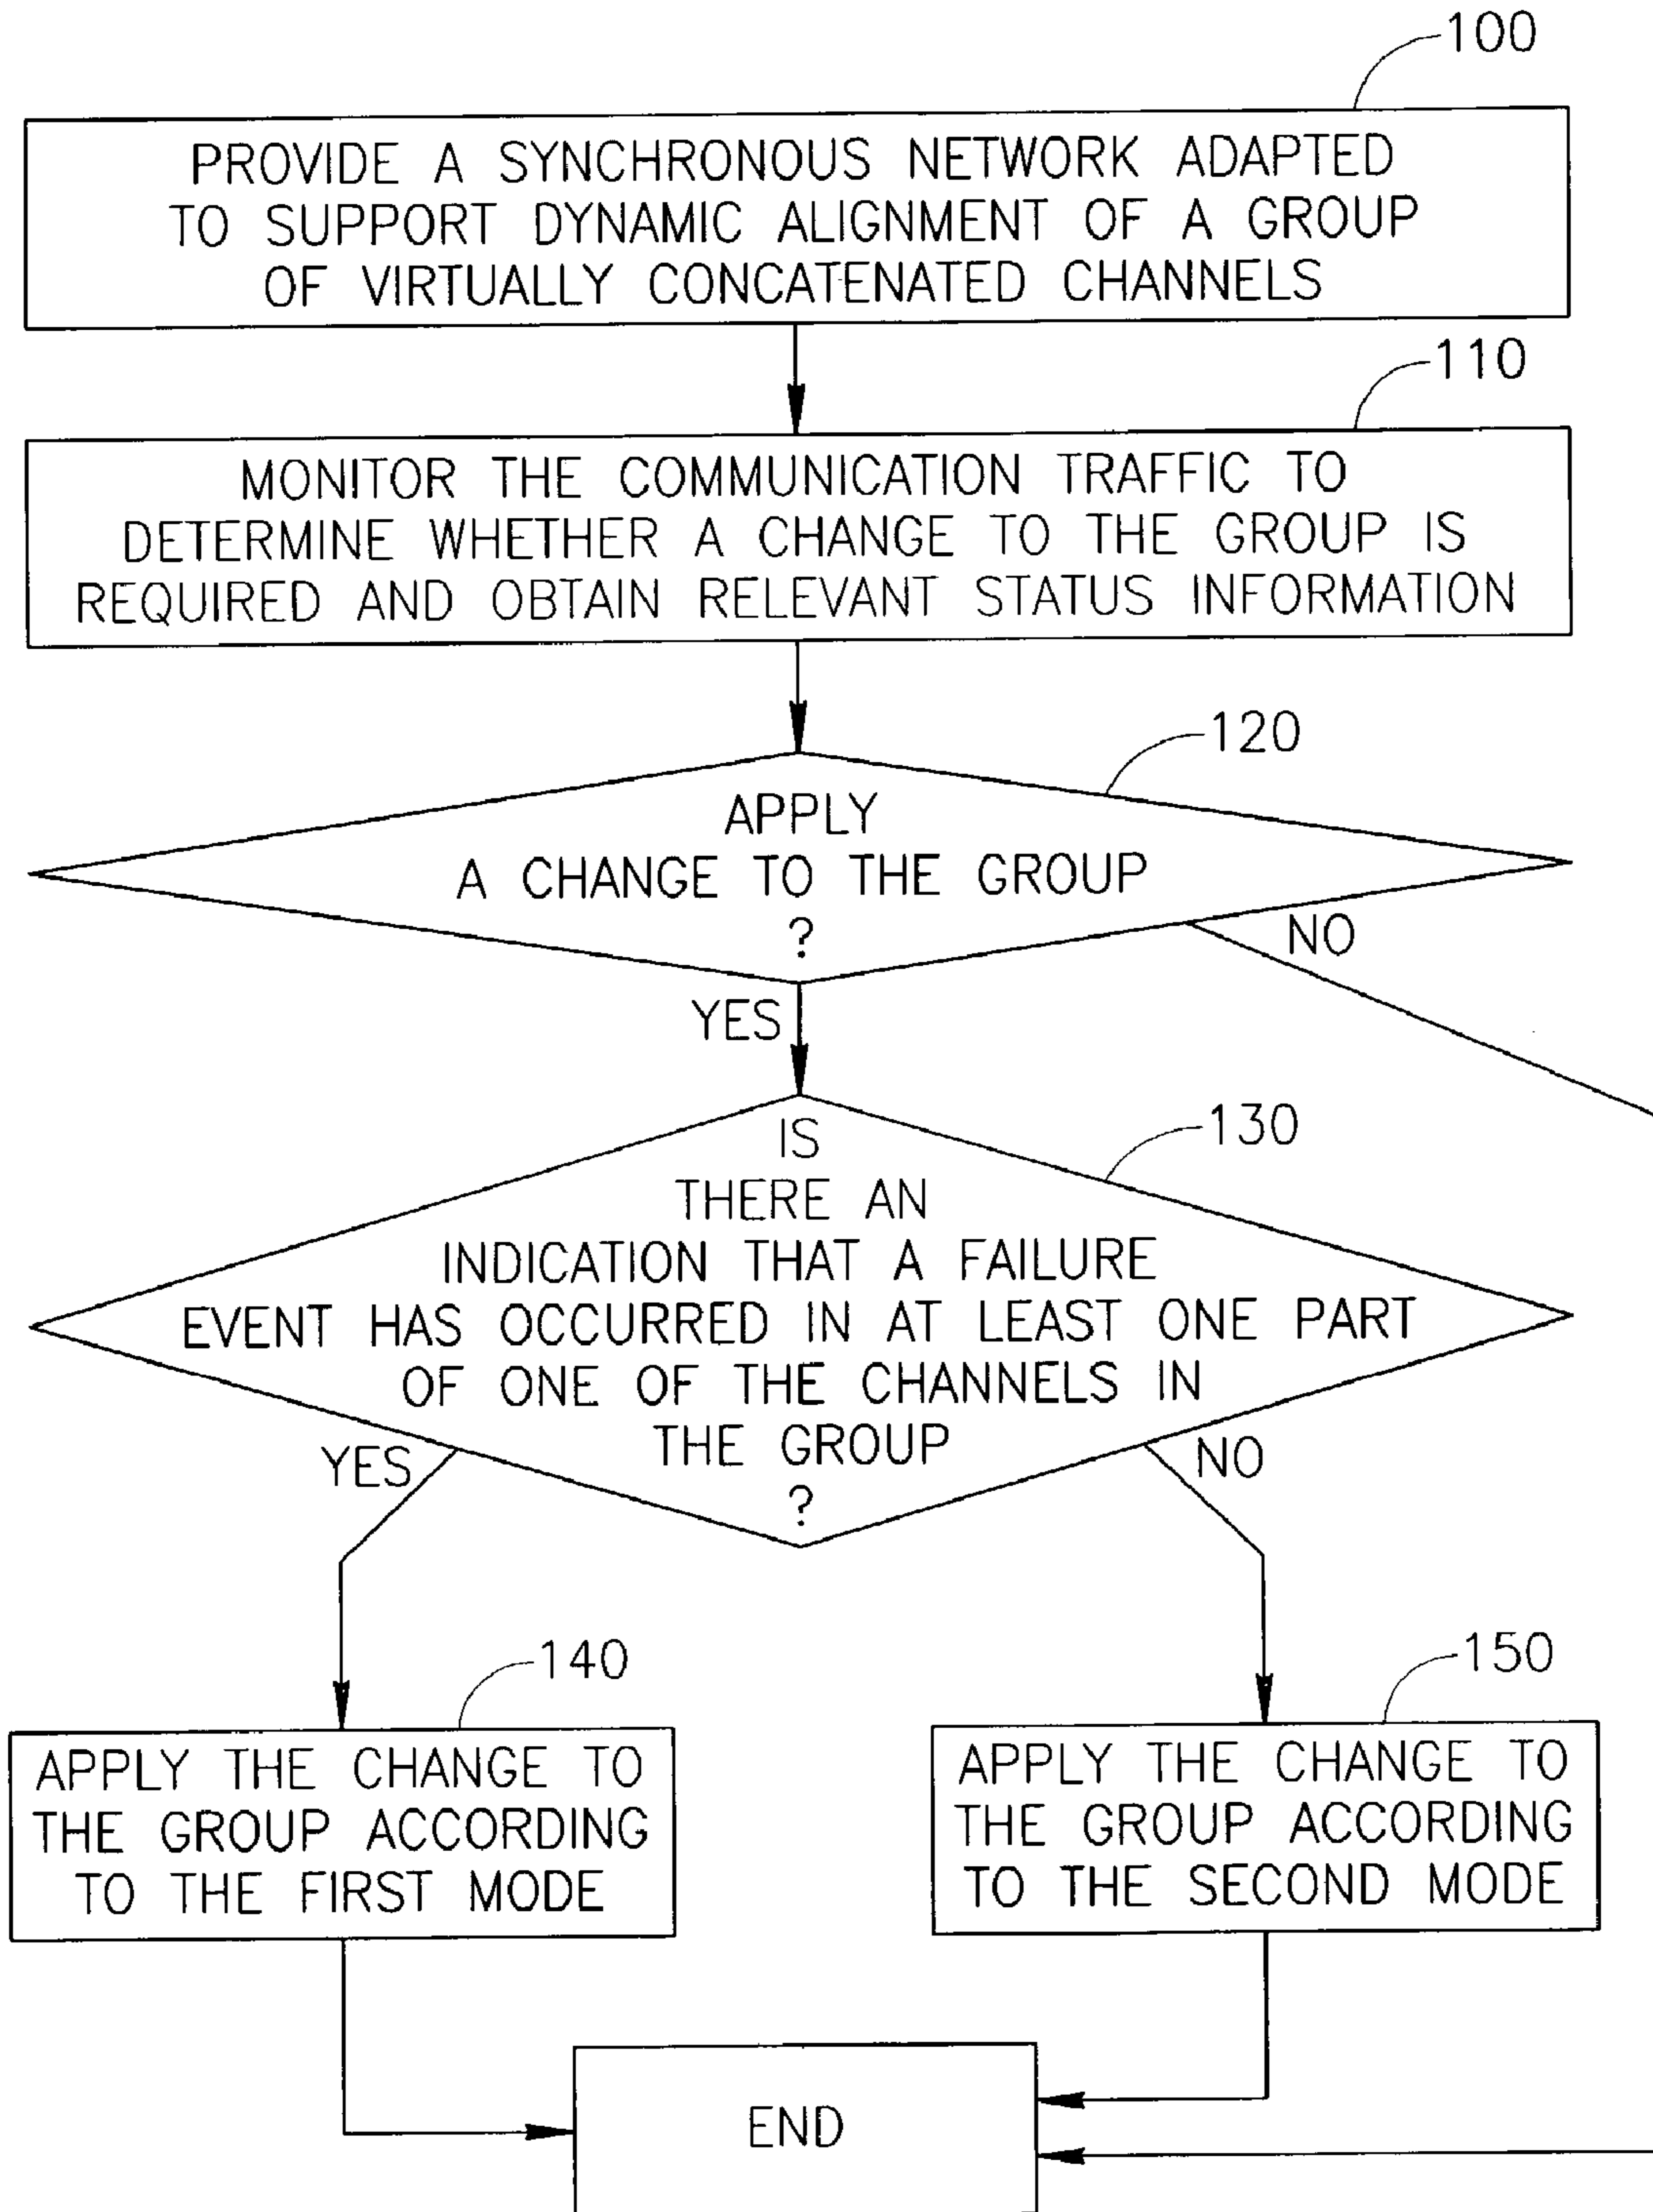 100
PROVIDE A SYNCHRONOUS NETWORK ADAPTED
TO SUPPORT DYNAMIC ALIGNMENT OF A GROUP
OF VIRTUALLY CONCATENATED CHANNELS
110
MONITOR THE COMMUNICATION TRAFFIC TO
DETERMINE WHETHER A CHANGE TO THE GROUP IS
REQUIRED AND OBTAIN RELEVANT STATUS INFORMATION
120
APPLY
A CHANGE TO THE GROUP
?
NO
YES
130
IS
THERE AN
INDICATION THAT A FAILURE
EVENT HAS OCCURRED IN AT LEAST ONE PART
OF ONE OF THE CHANNELS IN
THE GROUP
?
YES
NO
140
APPLY THE CHANGE TO
THE GROUP ACCORDING
TO THE FIRST MODE
150
APPLY THE CHANGE TO
THE GROUP ACCORDING
TO THE SECOND MODE
END